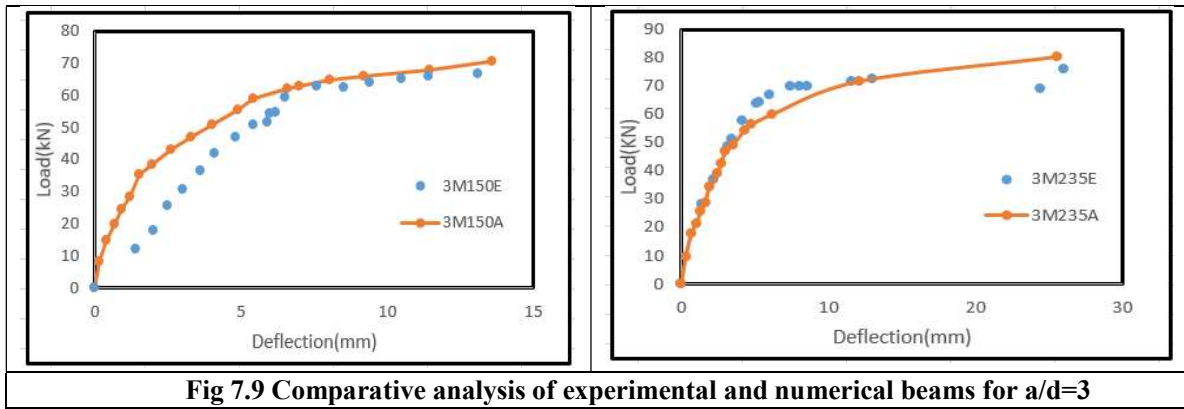 80
70
60
50
40
30
20
10
0
Load(kN)
3M150E
3M150A
0 5 10 15
Deflection(mm)
90
80
70
60
50
40
30
20
10
0
Load(KN)
3M235E
3M235A
0 10 20 30
Deflection(mm)
Fig 7.9 Comparative analysis of experimental and numerical beams for a/d=3